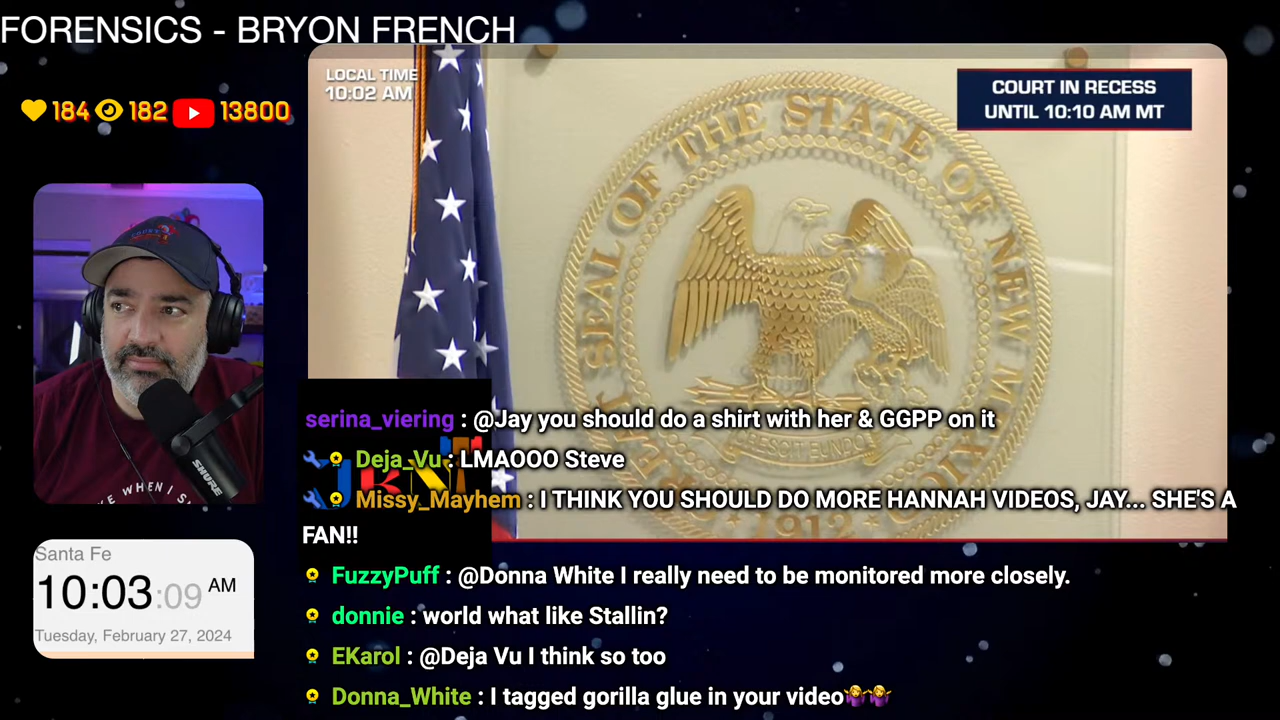 FORENSICS - BRYON FRENCH
LOCAL TIME
10:02 AM
COURT IN RECESS
UNTIL 10:10 AM MT
184 182 13800
SEAL OF THE STATE OF NEW
1912
SHURE
serina_viering : @Jay you should do a shirt with her & GGPP on it
Deja_Vu : LMAOOO Steve
Missy_Mayhem : I THINK YOU SHOULD DO MORE HANNAH VIDEOS, JAY... SHE'S A
FAN!!
Santa Fe
10:03:09 AM
Tuesday, February 27, 2024
FuzzyPuff : @Donna White I really need to be monitored more closely.
donnie : world what like Stallin?
EKarol : @Deja Vu I think so too
Donna_White : I tagged gorilla glue in your video🤷‍♀️🤷‍♀️